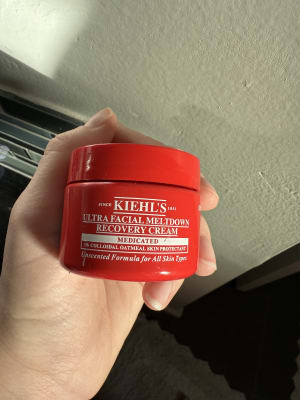 SINCE KIEHL'S 1851
ULTRA FACIAL MELTDOWN
RECOVERY CREAM
MEDICATED
1% COLLOIDAL OATMEAL SKIN PROTECTANT
Unscented Formula for All Skin Types